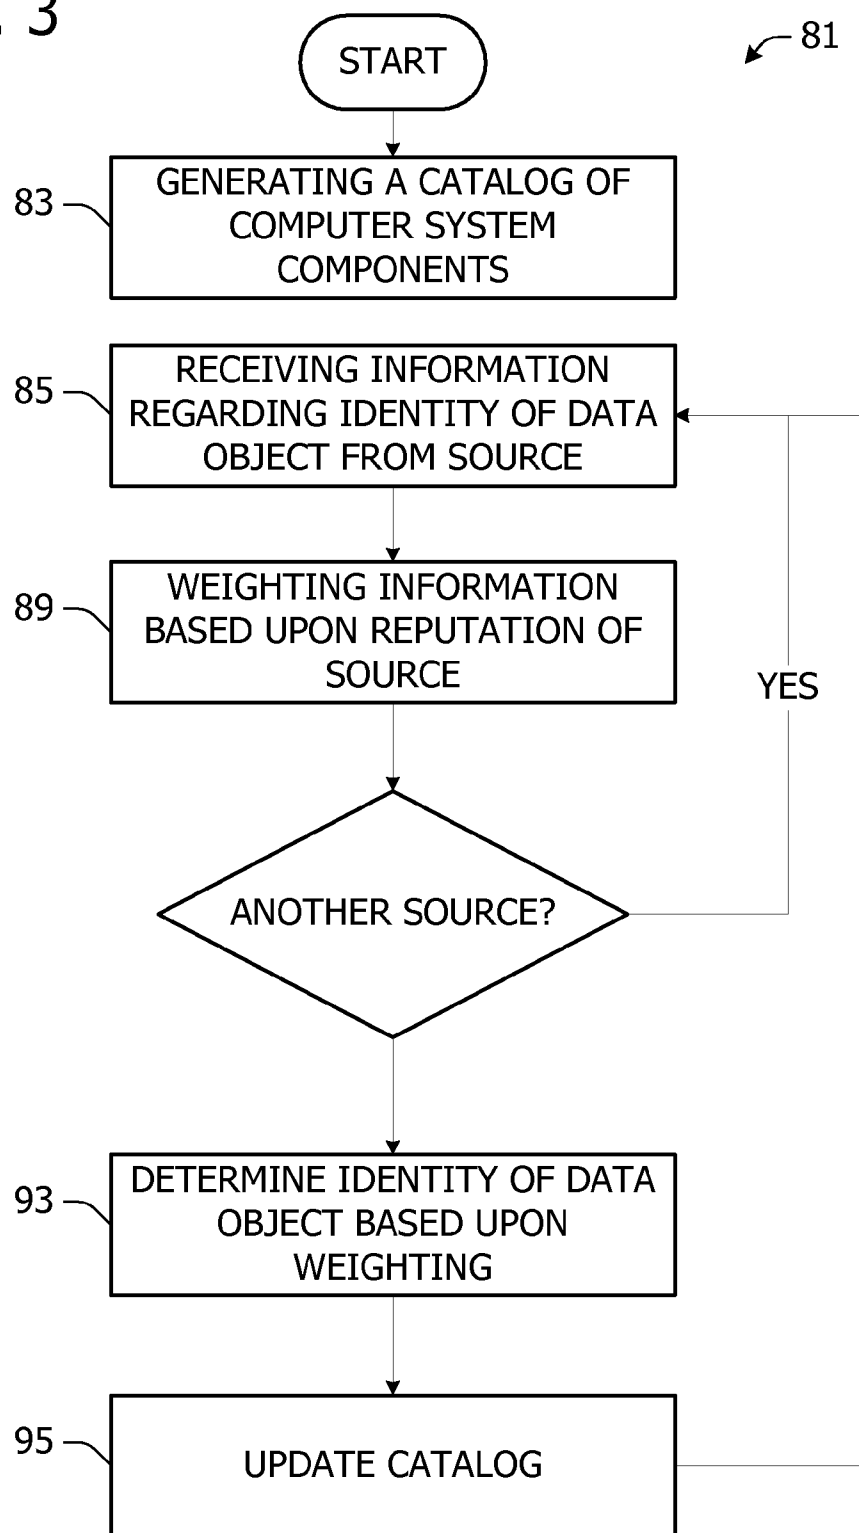 . 3
START
81
83
GENERATING A CATALOG OF
COMPUTER SYSTEM
COMPONENTS
85
RECEIVING INFORMATION
REGARDING IDENTITY OF DATA
OBJECT FROM SOURCE
89
WEIGHTING INFORMATION
BASED UPON REPUTATION OF
SOURCE
YES
ANOTHER SOURCE?
93
DETERMINE IDENTITY OF DATA
OBJECT BASED UPON
WEIGHTING
95
UPDATE CATALOG